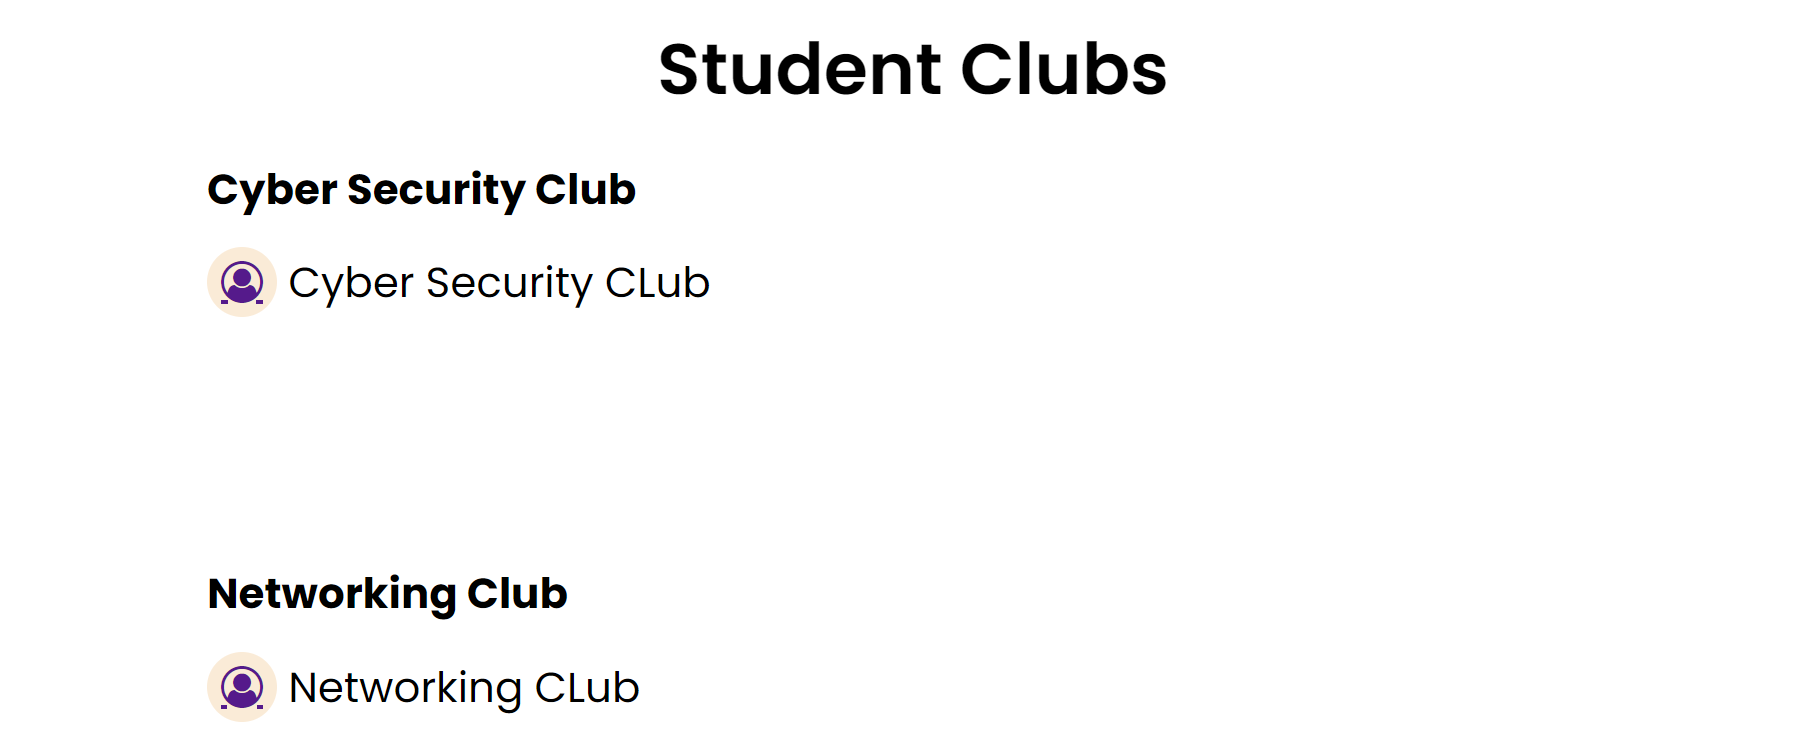 Student Clubs
Cyber Security Club
Cyber Security CLub
Networking Club
Networking CLub